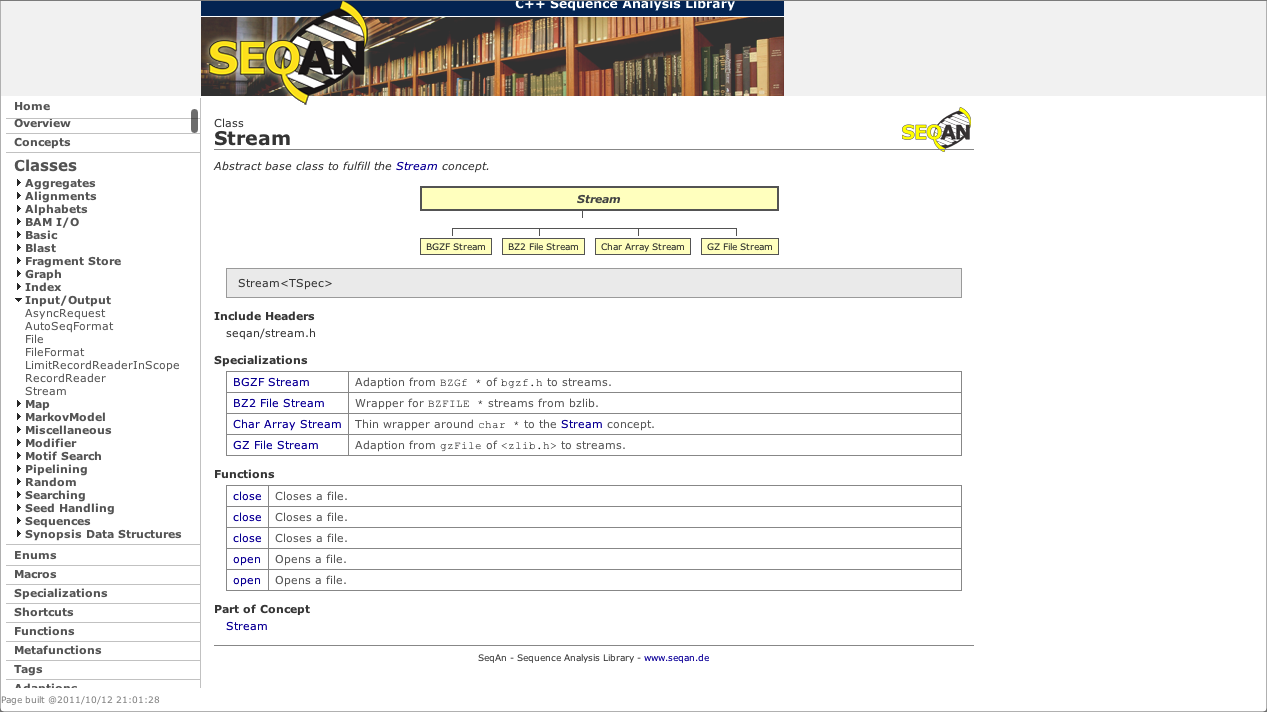 C++ Sequence Analysis Library
SEQAN
Home
Overview
Concepts
Classes
Aggregates
Alignments
Alphabets
BAM I/O
Basic
Blast
Fragment Store
Graph
Index
Input/Output
AsyncRequest
AutoSeqFormat
File
FileFormat
LimitRecordReaderInScope
RecordReader
Stream
Map
MarkovModel
Miscellaneous
Modifier
Motif Search
Pipelining
Random
Searching
Seed Handling
Sequences
Synopsis Data Structures
Enums
Macros
Specializations
Shortcuts
Functions
Metafunctions
Tags
Adaptions
Page built @2011/10/12 21:01:28
Class
Stream
SEQAN
Abstract base class to fulfill the Stream concept.
Stream
BGZF Stream BZ2 File Stream Char Array Stream GZ File Stream
Stream<TSpec>
Include Headers
seqan/stream.h
Specializations
BGZF Stream Adaption from BZGf * of bgzf.h to streams.
BZ2 File Stream Wrapper for BZFILE * streams from bzlib.
Char Array Stream Thin wrapper around char * to the Stream concept.
GZ File Stream Adaption from gzFile of <zlib.h> to streams.
Functions
close Closes a file.
close Closes a file.
close Closes a file.
open Opens a file.
open Opens a file.
Part of Concept
Stream
SeqAn - Sequence Analysis Library - www.seqan.de